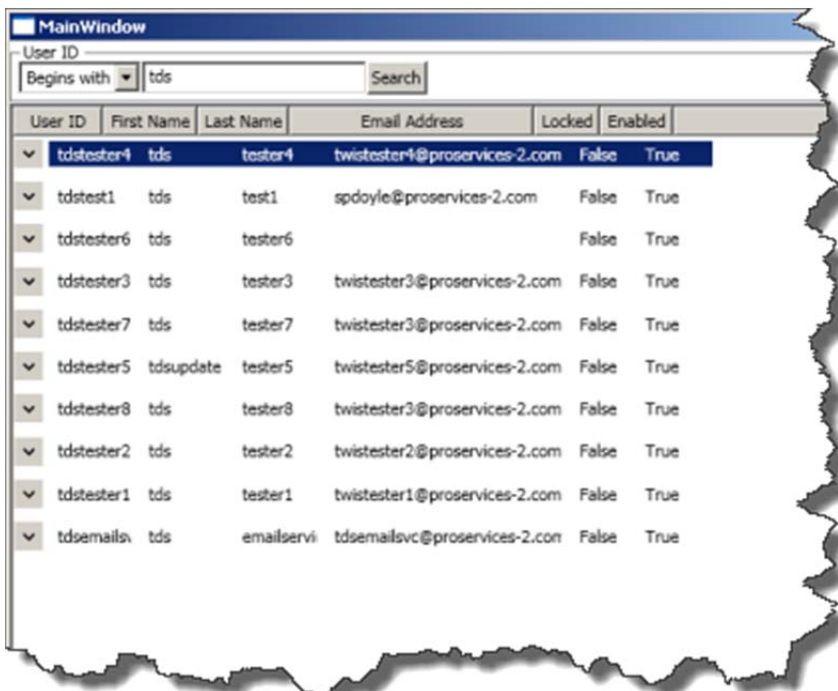 MainWindow
User ID
Begins with tds Search
User ID First Name Last Name Email Address Locked Enabled
tdstester4 tds tester4 twistester4@proservices-2.com False True
tdstest1 tds test1 spdoyle@proservices-2.com False True
tdstester6 tds tester6 False True
tdstester3 tds tester3 twistester3@proservices-2.com False True
tdstester7 tds tester7 twistester3@proservices-2.com False True
tdstester5 tdsupdate tester5 twistester5@proservices-2.com False True
tdstester8 tds tester8 twistester3@proservices-2.com False True
tdstester2 tds tester2 twistester2@proservices-2.com False True
tdstester1 tds tester1 twistester1@proservices-2.com False True
tds emailservi tdsemailsvc@proservices-2.com False True